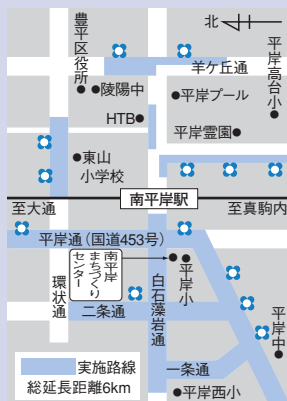 北
豊平区役所
羊ケ丘通
平岸高台小
陵陽中
平岸プール
HTB
平岸霊園
東山
小学校
南平岸駅
至大通
至真駒内
平岸通(国道453号)
南平岸
まちづくり
センター
平岸小
環状通
二条通
白石藻岩通
平岸中
一条通
実施路線
総延長距離6km
平岸西小